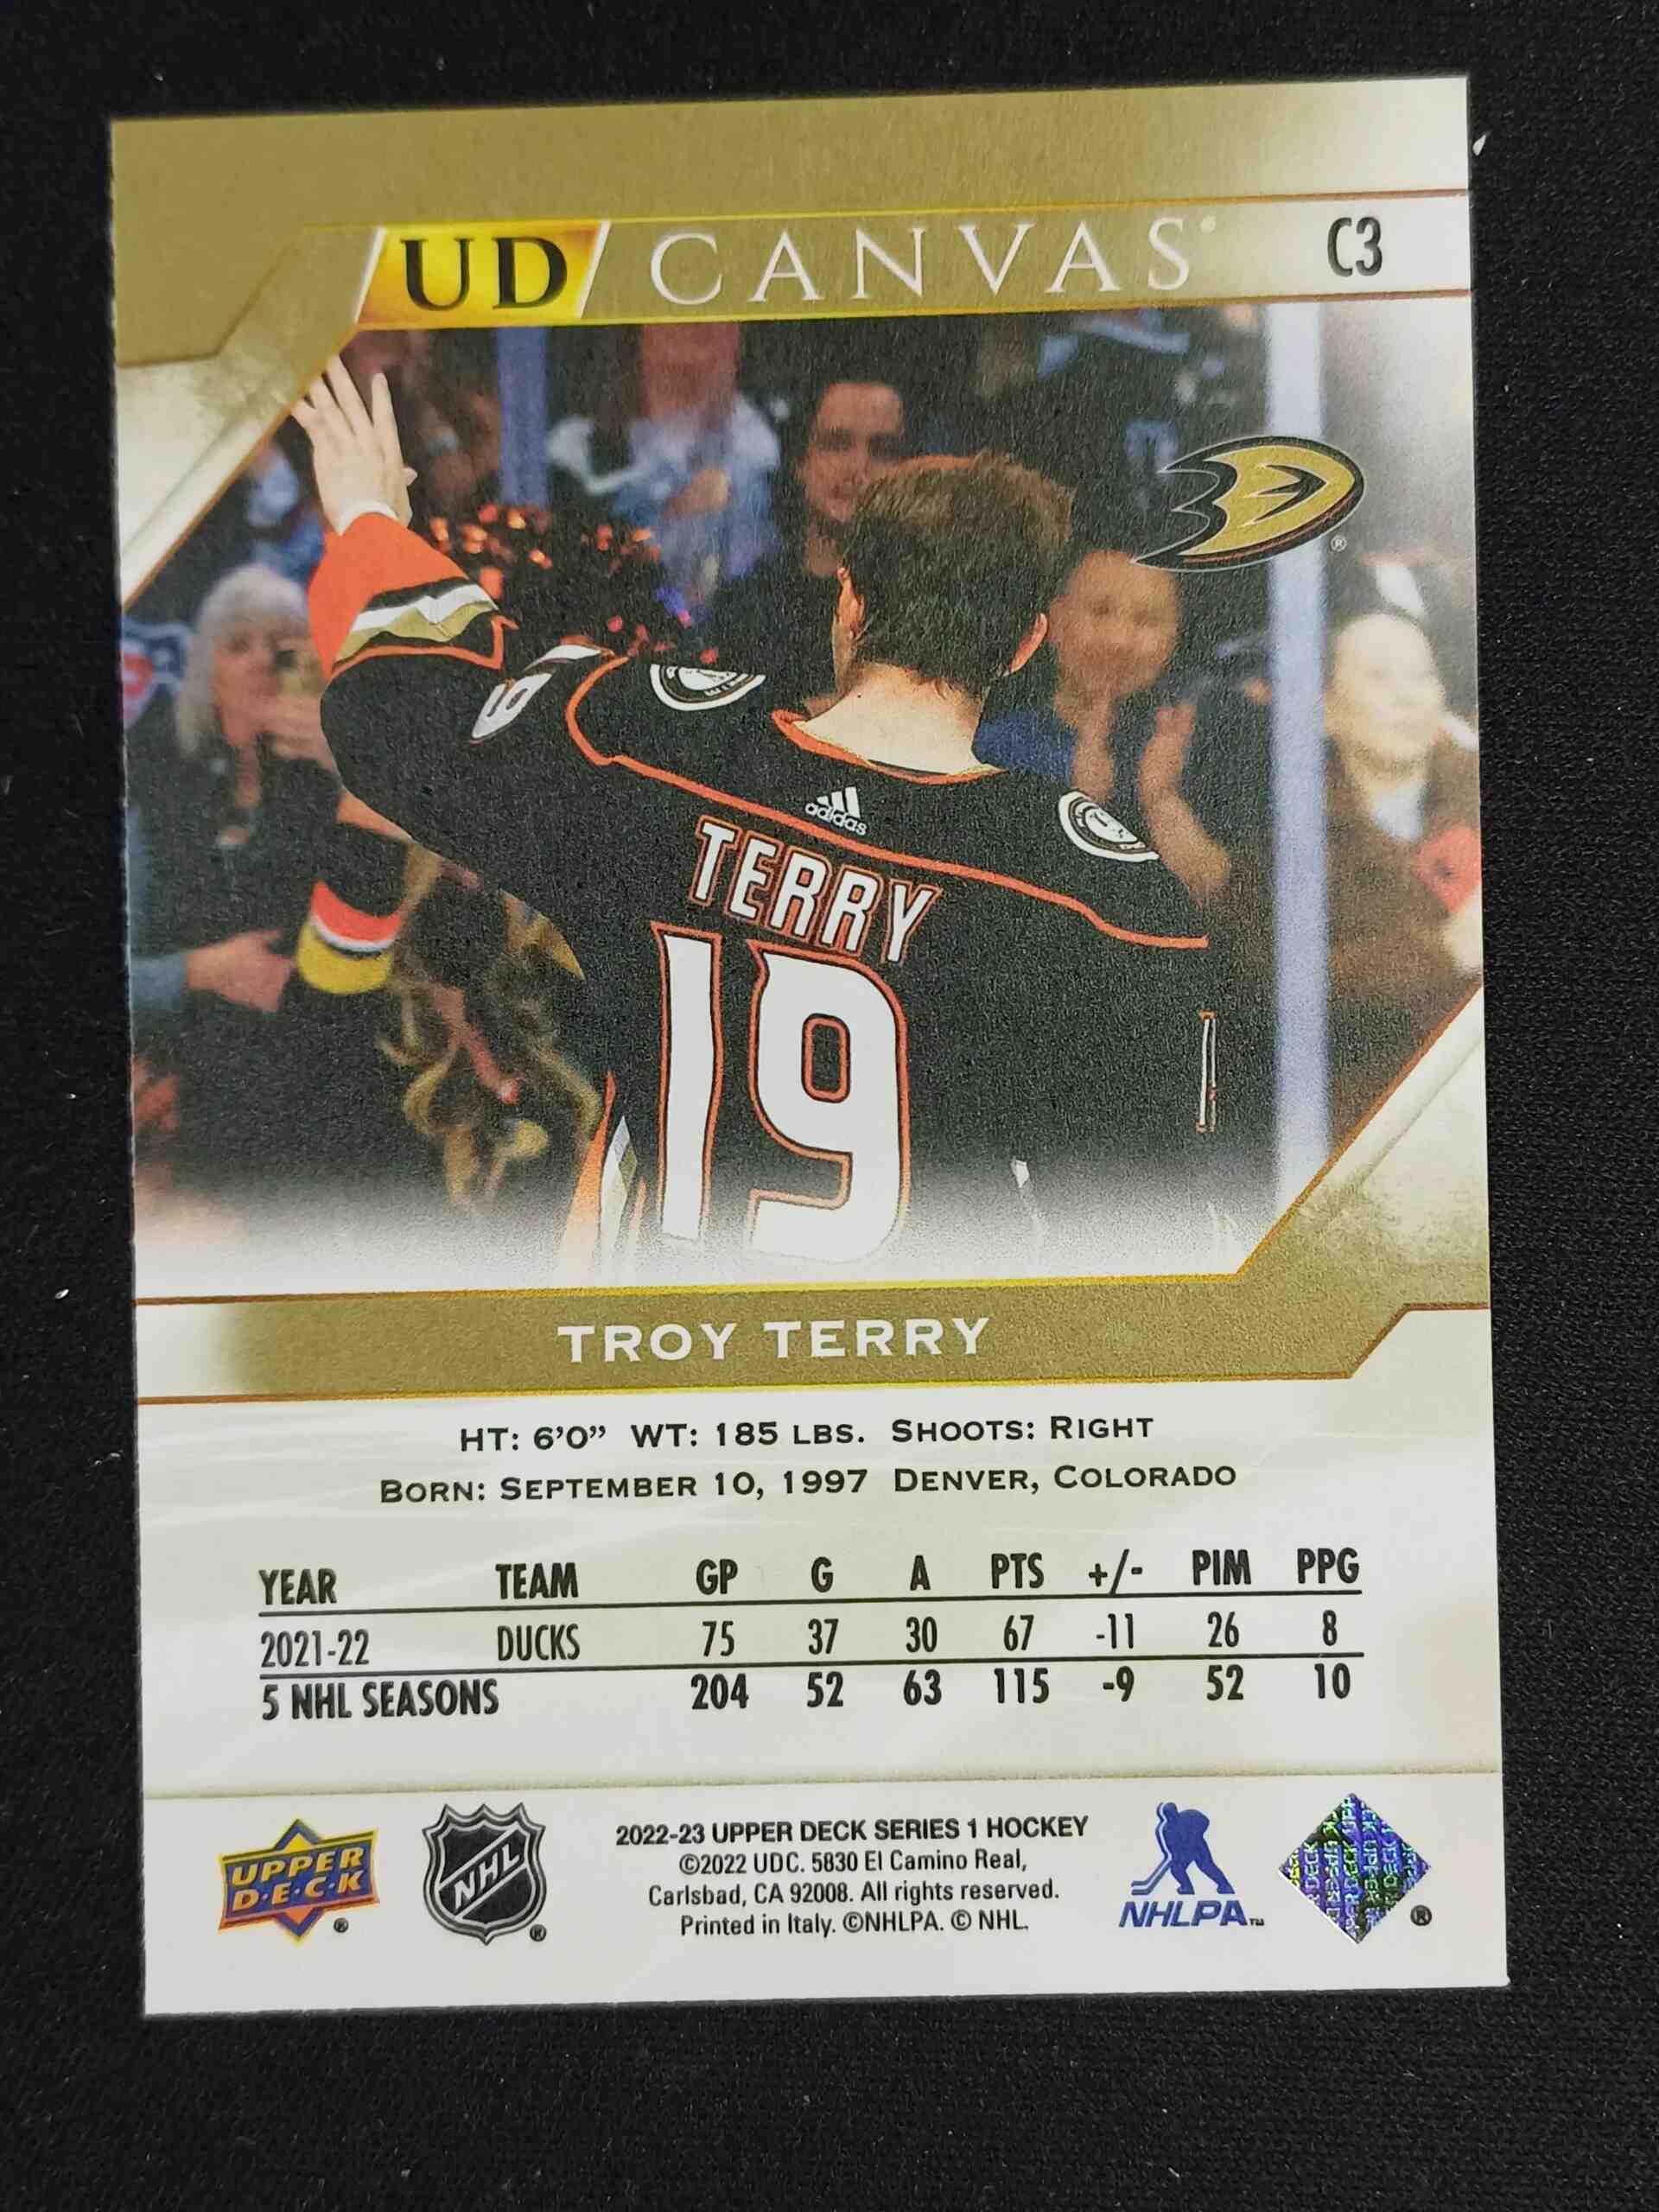 UD CANVAS® C3
®
adidas
TERRY
19
TROY TERRY
HT: 6'0" WT: 185 LBS. SHOOTS: RIGHT
BORN: SEPTEMBER 10, 1997 DENVER, COLORADO
YEAR TEAM GP G A PTS +/- PIM PPG
2021-22 DUCKS 75 37 30 67 -11 26 8
5 NHL SEASONS 204 52 63 115 -9 52 10
UPPER
D·E·C·K
®
NHL
®
2022-23 UPPER DECK SERIES 1 HOCKEY
©2022 UDC. 5830 El Camino Real,
Carlsbad, CA 92008. All rights reserved.
Printed in Italy. ©NHLPA. © NHL.
NHLPA™
®